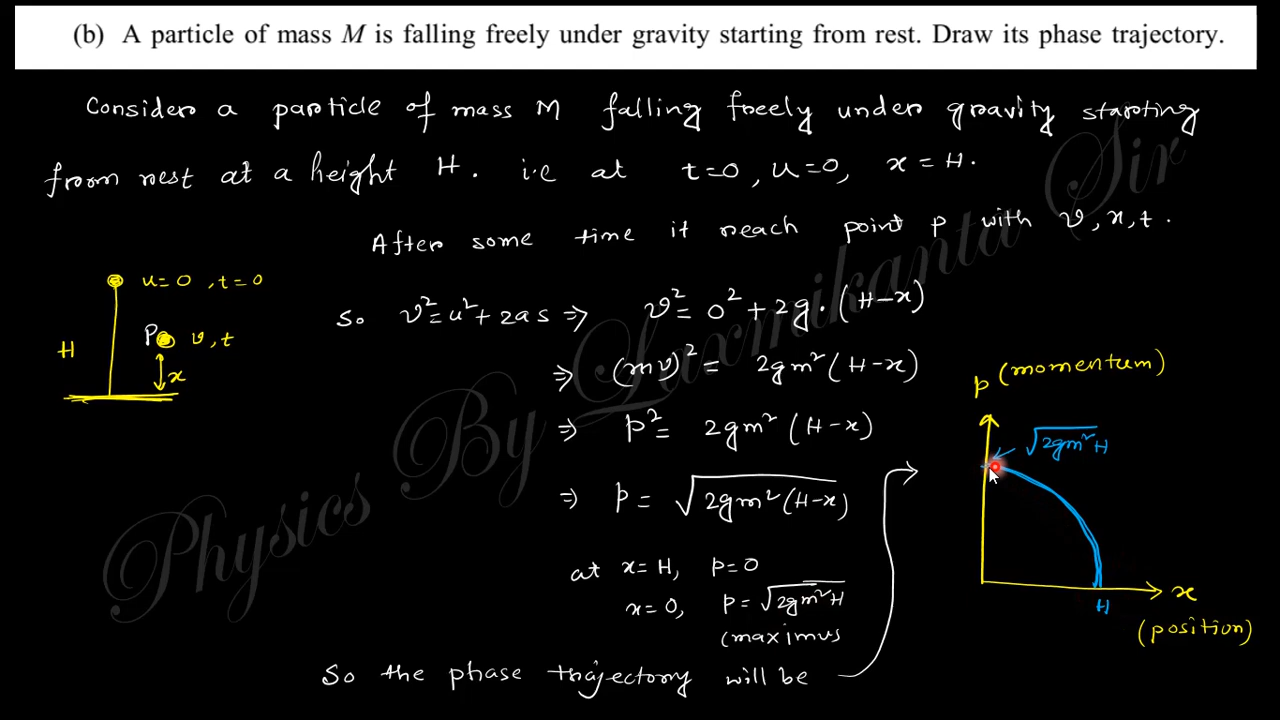 (b) A particle of mass M is falling freely under gravity starting from rest. Draw its phase trajectory.
Consider a particle of mass M falling freely under gravity starting
from rest at a height H. i.e at t=0, u=0, x=H.
After some time it reach point P with v, x, t.
u=0, t=0
P v, t
H
x
So v²=u²+2as ⇒ v²= 0²+2g.(H-x)
⇒ (mv)² = 2gm²(H-x)
⇒ p²= 2gm²(H-x)
⇒ p = √2gm²(H-x)
at x=H, p=0
x=0, p=√2gm²H
(maximus
So the phase trajectory will be
p (momentum)
√2gm²H
H
x
(position)
Physics By Laxmikanta Sir